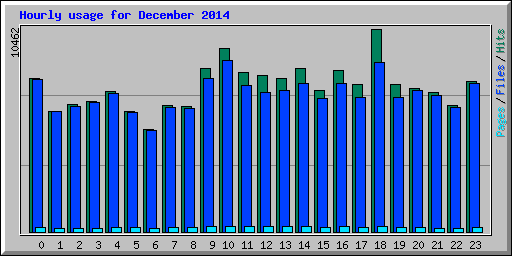 Hourly usage for December 2014
10462
Pages/Files/Hits
0 1 2 3 4 5 6 7 8 9 10 11 12 13 14 15 16 17 18 19 20 21 22 23